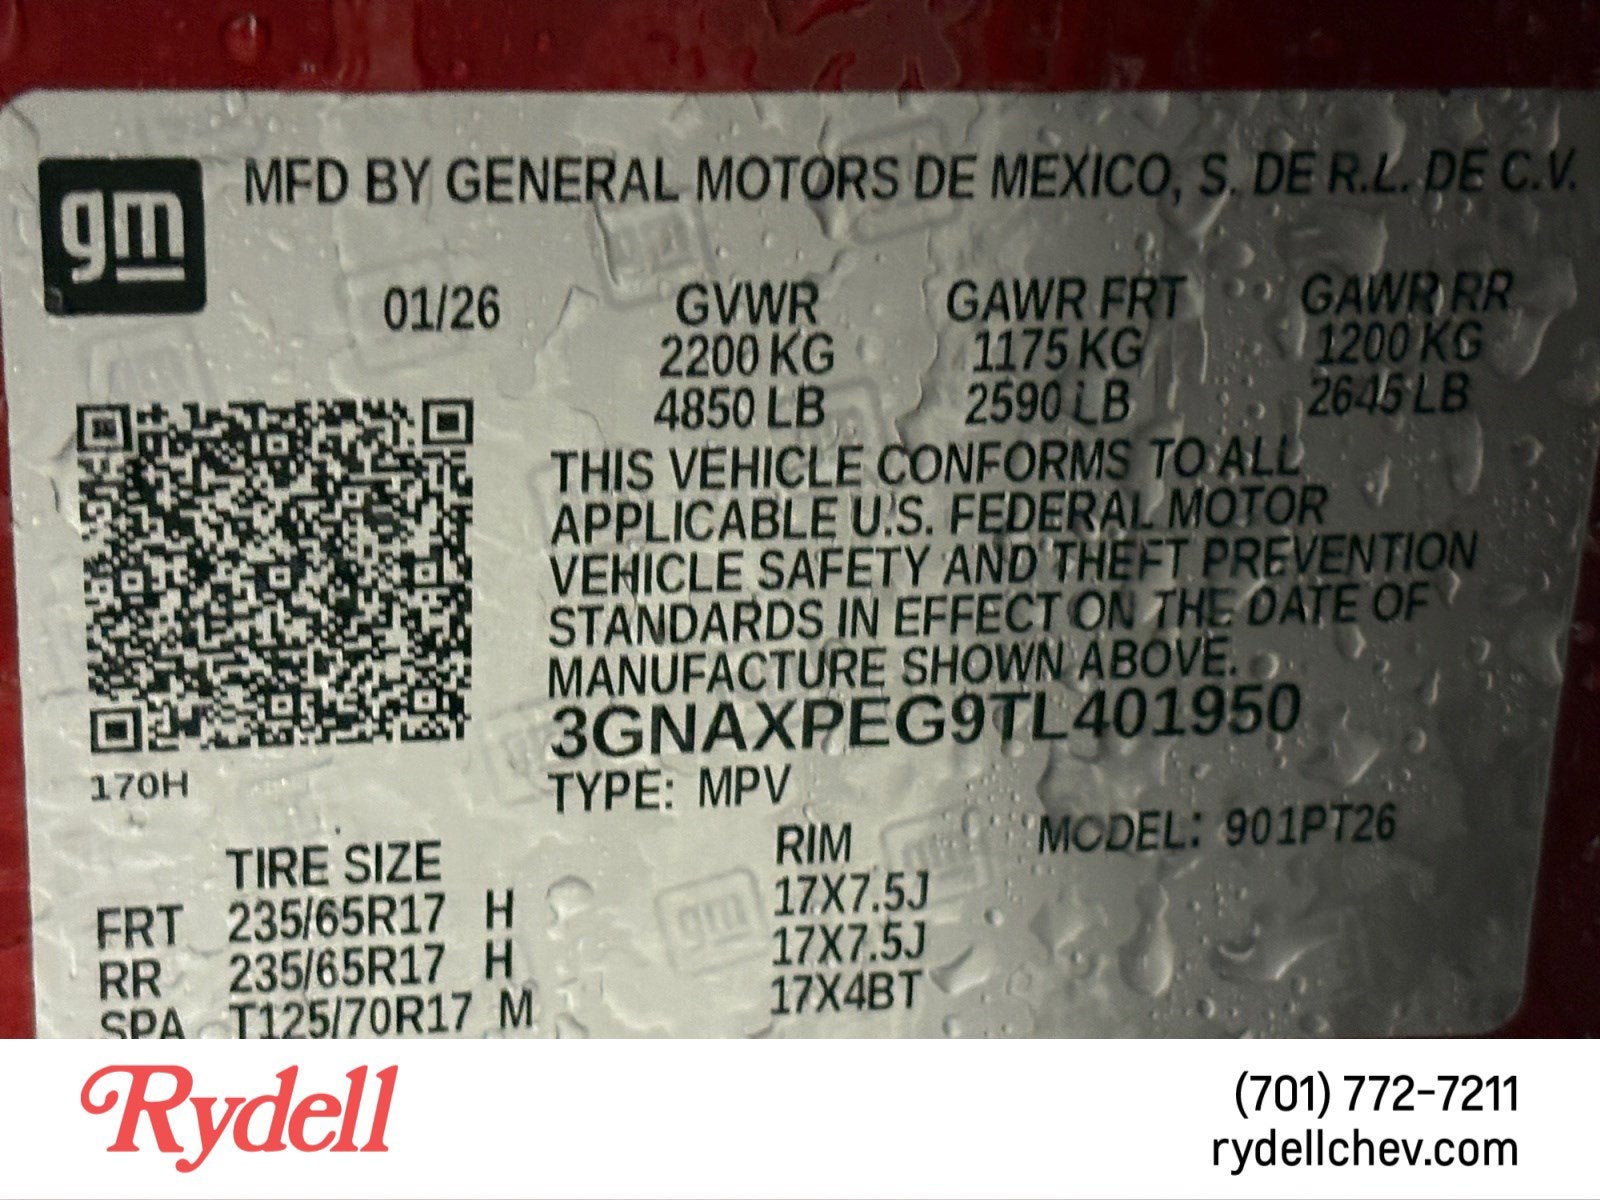 gm
MFD BY GENERAL MOTORS DE MEXICO, S. DE R.L. DE C.V.
01/26 GVWR GAWR FRT GAWR RR
2200 KG 1175 KG 1200 KG
4850 LB 2590 LB 2645 LB
THIS VEHICLE CONFORMS TO ALL
APPLICABLE U.S. FEDERAL MOTOR
VEHICLE SAFETY AND THEFT PREVENTION
STANDARDS IN EFFECT ON THE DATE OF
MANUFACTURE SHOWN ABOVE.
3GNAXPEG9TL401950
170H
TYPE: MPV
MODEL: 901PT26
TIRE SIZE RIM
FRT 235/65R17 H 17X7.5J
RR 235/65R17 H 17X7.5J
SPA T125/70R17 M 17X4BT
Rydell
(701) 772-7211
rydellchev.com